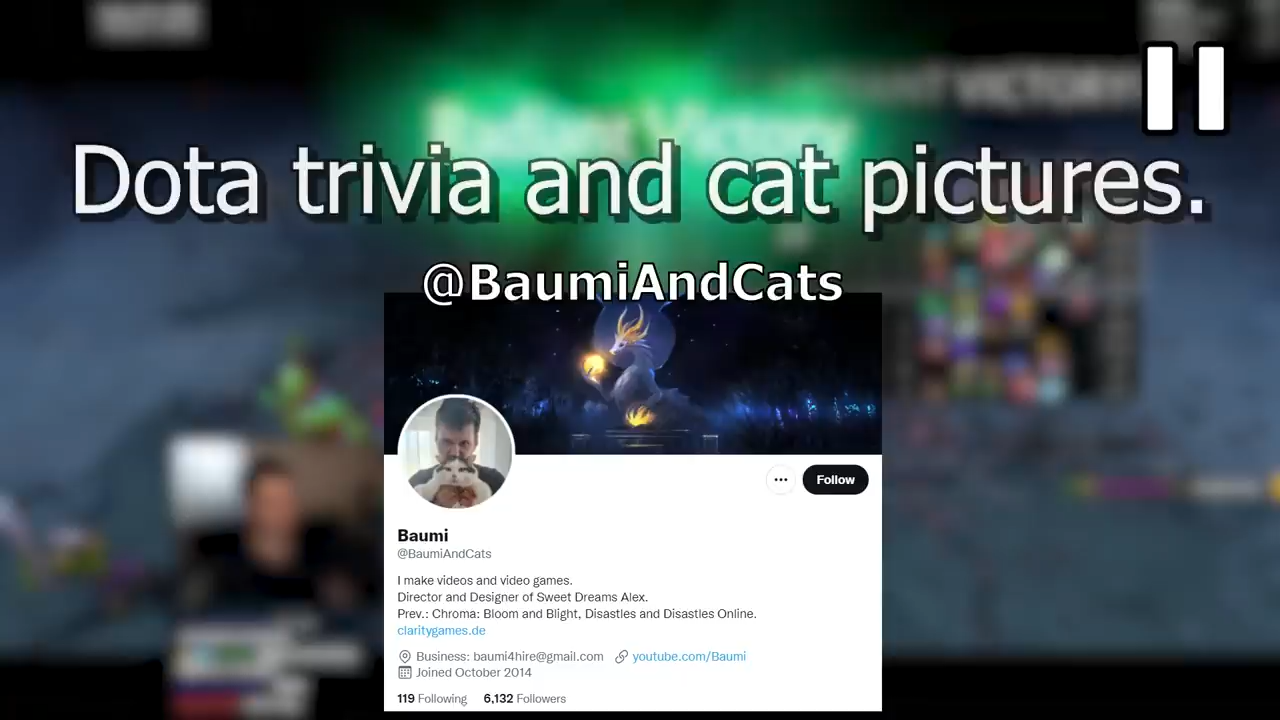 Dota trivia and cat pictures.
@BaumiAndCats
Follow
Baumi
@BaumiAndCats
I make videos and video games.
Director and Designer of Sweet Dreams Alex.
Prev.: Chroma: Bloom and Blight, Disastles and Disastles Online.
claritygames.de
Business: baumi4hire@gmail.com youtube.com/Baumi
Joined October 2014
119 Following 6,132 Followers